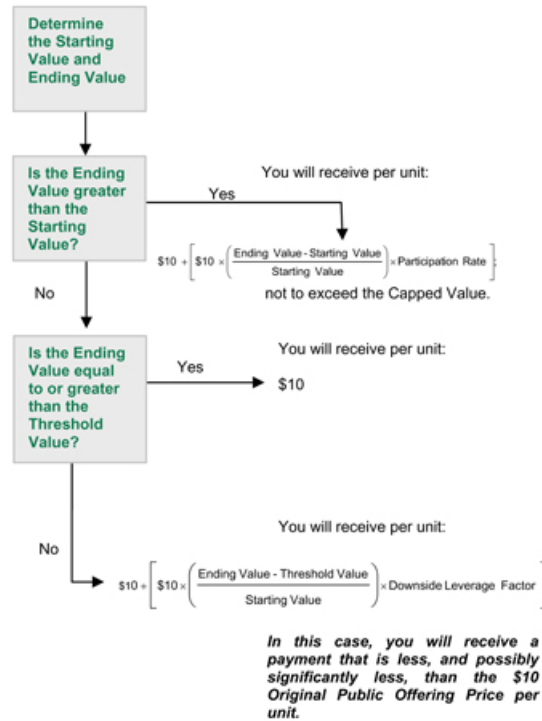 Determine
the Starting
Value and
Ending Value
Is the Ending
Value greater
than the
Starting
Value?
Yes
You will receive per unit:
$10 + [$10 × (Ending Value - Starting Value / Starting Value) × Participation Rate];
not to exceed the Capped Value.
No
Is the Ending
Value equal
to or greater
than the
Threshold
Value?
Yes
You will receive per unit:
$10
No
You will receive per unit:
$10 + [$10 × (Ending Value - Threshold Value / Starting Value) × Downside Leverage Factor]
In this case, you will receive a
payment that is less, and possibly
significantly less, than the $10
Original Public Offering Price per
unit.